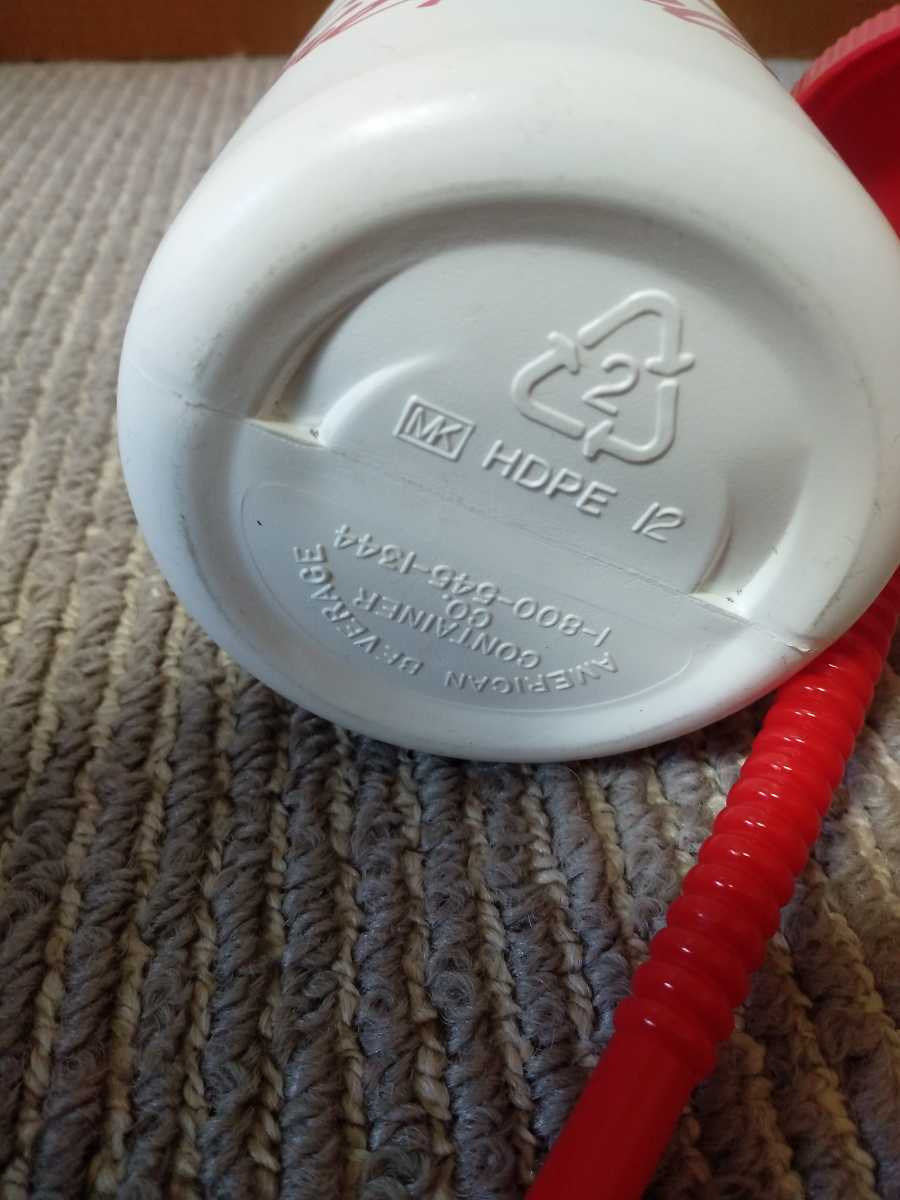 2
MK HDPE 12
AMERICAN BEVERAGE
CONTAINER
CO
1-800-545-1344